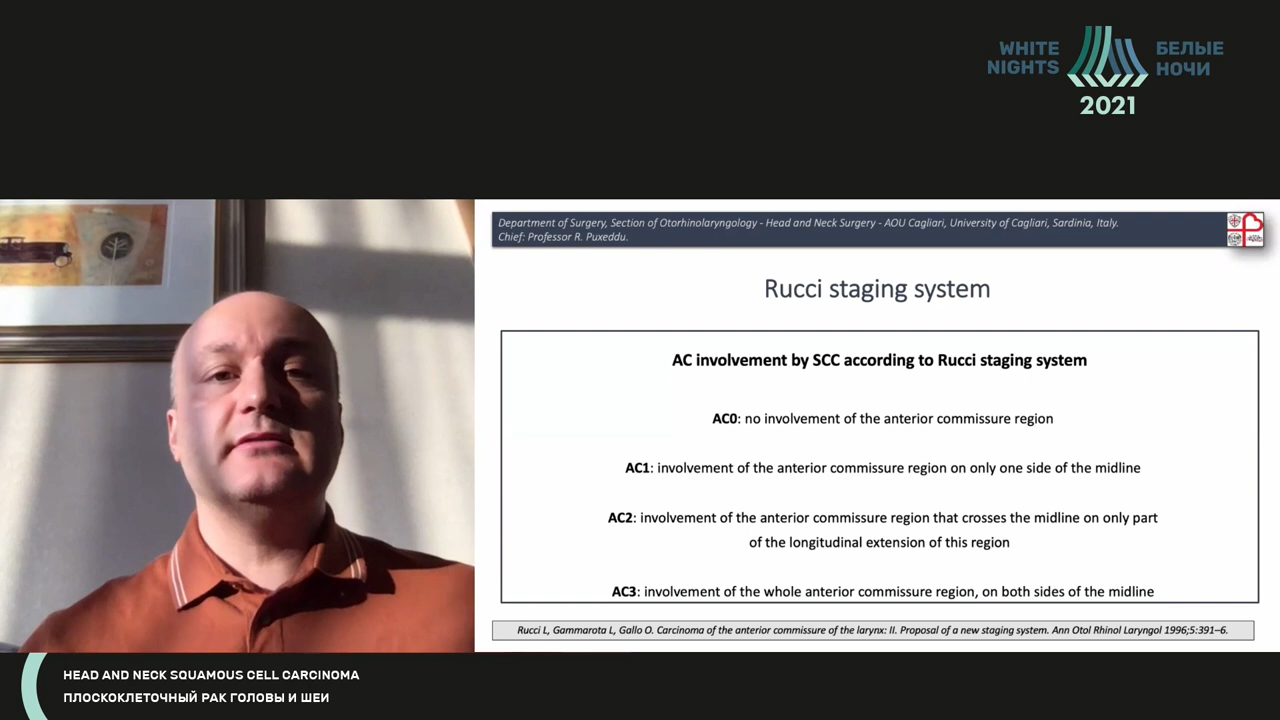 WHITE
NIGHTS
БЕЛЫЕ
НОЧИ
2021
Department of Surgery, Section of Otorhinolaryngology - Head and Neck Surgery - AOU Cagliari, University of Cagliari, Sardinia, Italy.
Chief: Professor R. Puxeddu.
Rucci staging system
AC involvement by SCC according to Rucci staging system
AC0: no involvement of the anterior commissure region
AC1: involvement of the anterior commissure region on only one side of the midline
AC2: involvement of the anterior commissure region that crosses the midline on only part
of the longitudinal extension of this region
AC3: involvement of the whole anterior commissure region, on both sides of the midline
Rucci L, Gammarota L, Gallo O. Carcinoma of the anterior commissure of the larynx: II. Proposal of a new staging system. Ann Otol Rhinol Laryngol 1996;5:391–6.
HEAD AND NECK SQUAMOUS CELL CARCINOMA
ПЛОСКОКЛЕТОЧНЫЙ РАК ГОЛОВЫ И ШЕИ